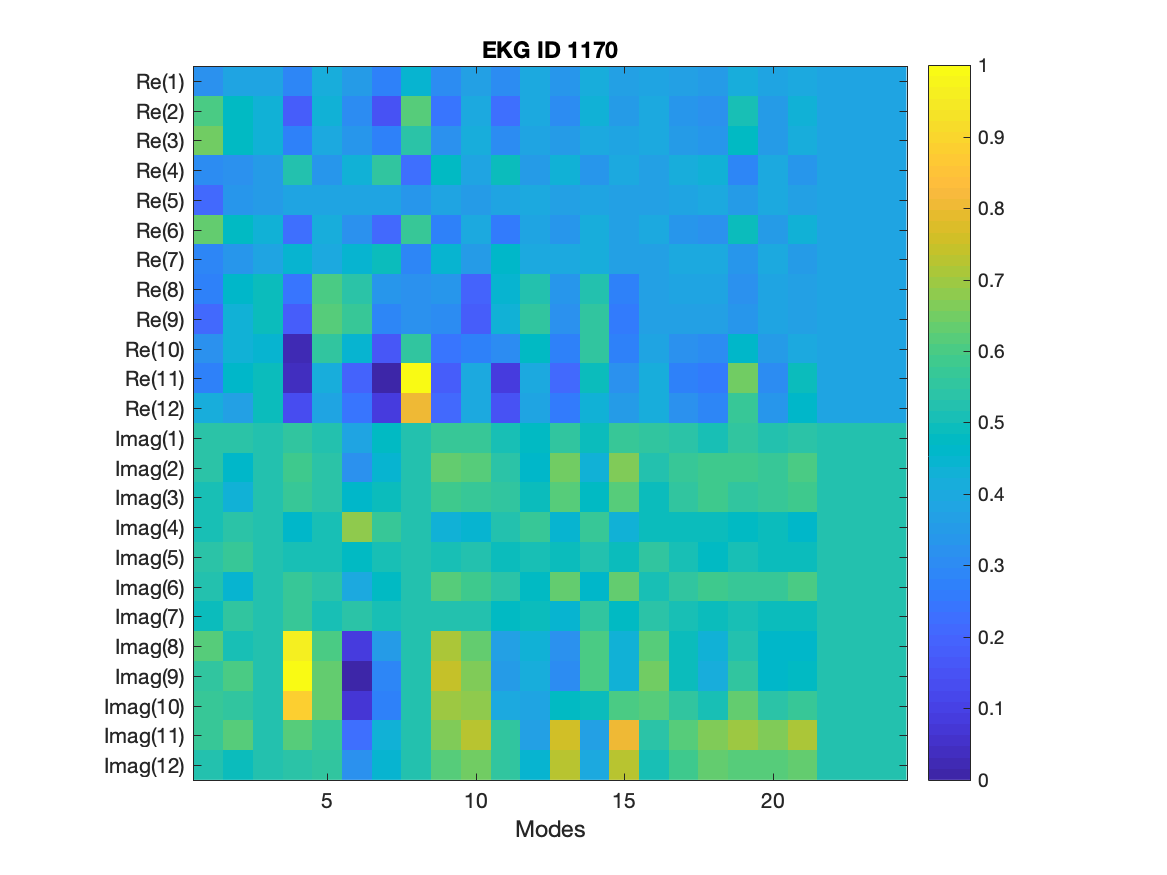 EKG ID 1170
Re(1)
Re(2)
Re(3)
Re(4)
Re(5)
Re(6)
Re(7)
Re(8)
Re(9)
Re(10)
Re(11)
Re(12)
Imag(1)
Imag(2)
Imag(3)
Imag(4)
Imag(5)
Imag(6)
Imag(7)
Imag(8)
Imag(9)
Imag(10)
Imag(11)
Imag(12)
5 10 15 20
Modes
1
0.9
0.8
0.7
0.6
0.5
0.4
0.3
0.2
0.1
0